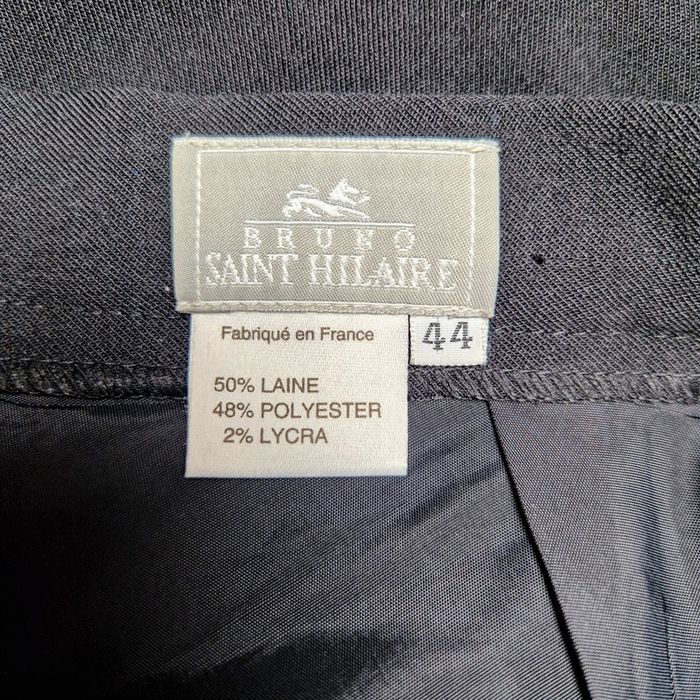 BRUNO
SAINT HILAIRE
Fabriqué en France
44
50% LAINE
48% POLYESTER
2% LYCRA